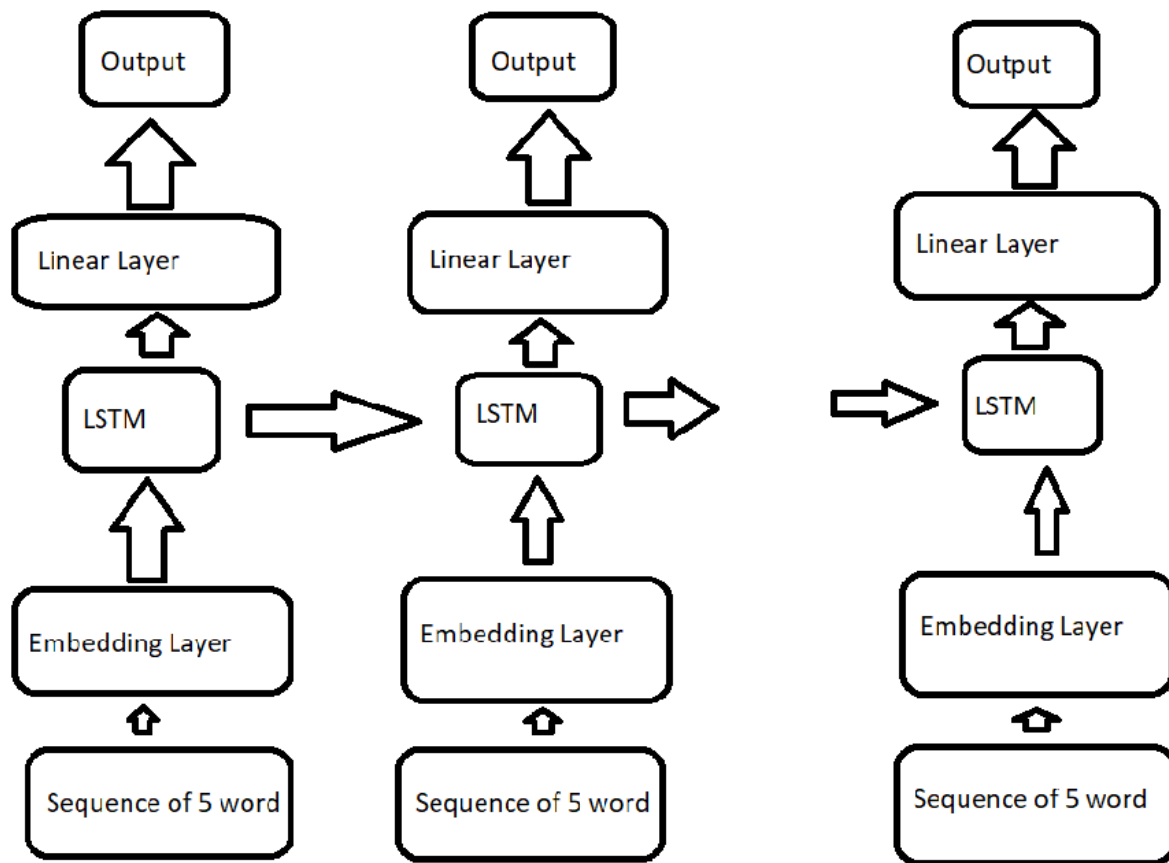 Output
Output
Output
Linear Layer
Linear Layer
Linear Layer
LSTM
LSTM
LSTM
Embedding Layer
Embedding Layer
Embedding Layer
Sequence of 5 word
Sequence of 5 word
Sequence of 5 word